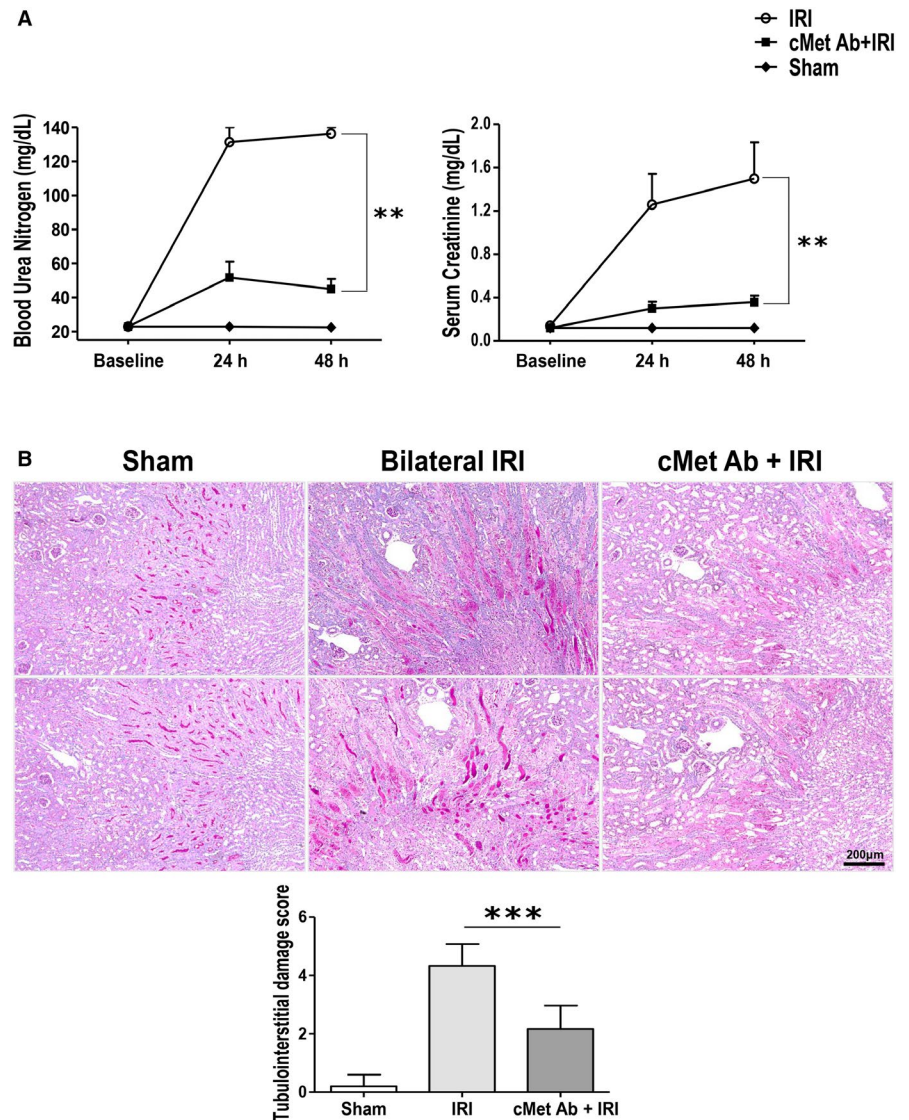 A
IRI
cMet Ab+IRI
Sham
Blood Urea Nitrogen (mg/dL)
140
120
100
80
60
40
20
Baseline
24 h
48 h
**
Serum Creatinine (mg/dL)
2.0
1.6
1.2
0.8
0.4
0.0
Baseline
24 h
48 h
**
B
Sham
Bilateral IRI
cMet Ab + IRI
200µm
Tubulointerstitial damage score
6
4
2
0
***
Sham
IRI
cMet Ab + IRI